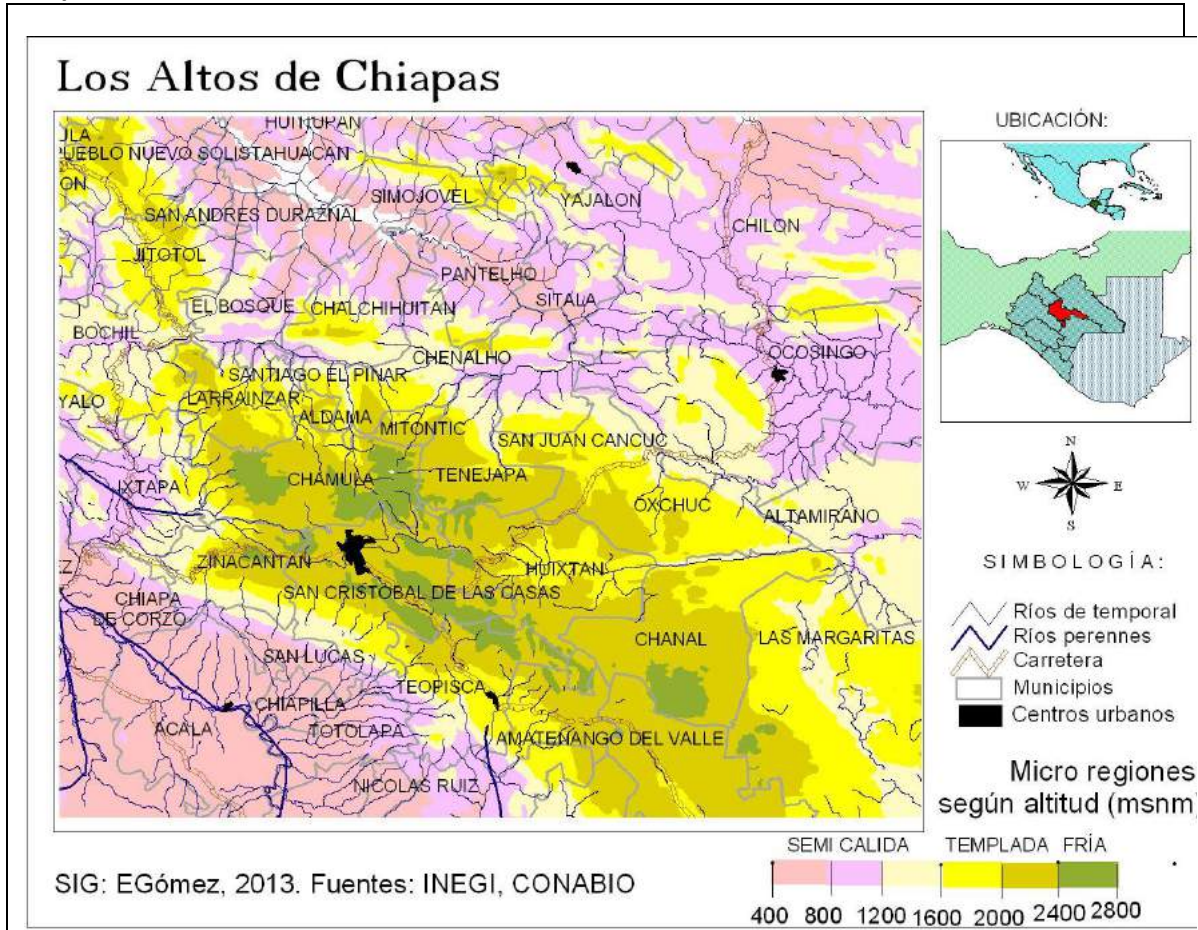 Los Altos de Chiapas
HUITUPAN
PUEBLO NUEVO SOLISTAHUACAN
SIMOJOVEL
YAJALON
SAN ANDRES DURAZNAL
CHILON
JITOTOL
PANTELHO
EL BOSQUE
CHALCHIHUITAN
SITALA
BOCHIL
CHENALHO
OCOSINGO
SANTIAGO EL PINAR
LARRAINZAR
YALO
ALDAMA
MITONTIC
SAN JUAN CANCUC
CHAMULA
TENEJAPA
IXTAPA
OXCHUC
ALTAMIRANO
ZINACANTAN
HUIXTAN
SAN CRISTOBAL DE LAS CASAS
CHIAPA
DE CORZO
CHANAL
LAS MARGARITAS
SAN LUCAS
TEOPISCA
CHIAPILLA
ACALA
TOTOLAPA
AMATENANGO DEL VALLE
NICOLAS RUIZ
UBICACIÓN:
N
W
E
S
SIMBOLOGÍA:
Ríos de temporal
Ríos perennes
Carretera
Municipios
Centros urbanos
Micro regiones
según altitud (msnm)
SEMI CALIDA TEMPLADA FRÍA
400 800 1200 1600 2000 2400 2800
SIG: EGómez, 2013. Fuentes: INEGI, CONABIO